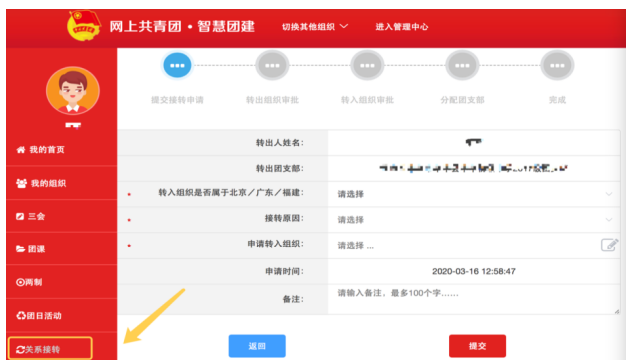 网上共青团·智慧团建 切换其他组织 进入管理中心
提交接转申请 转出组织审批 转入组织审批 分配团支部 完成
我的首页
我的组织
三会
团课
两制
团日活动
关系接转
转出人姓名：
转出团支部：
转入组织是否属于北京／广东／福建： 请选择
接转原因： 请选择
申请转入组织： 请选择 ...
申请时间： 2020-03-16 12:58:47
备注： 请输入备注，最多100个字……
返回 提交